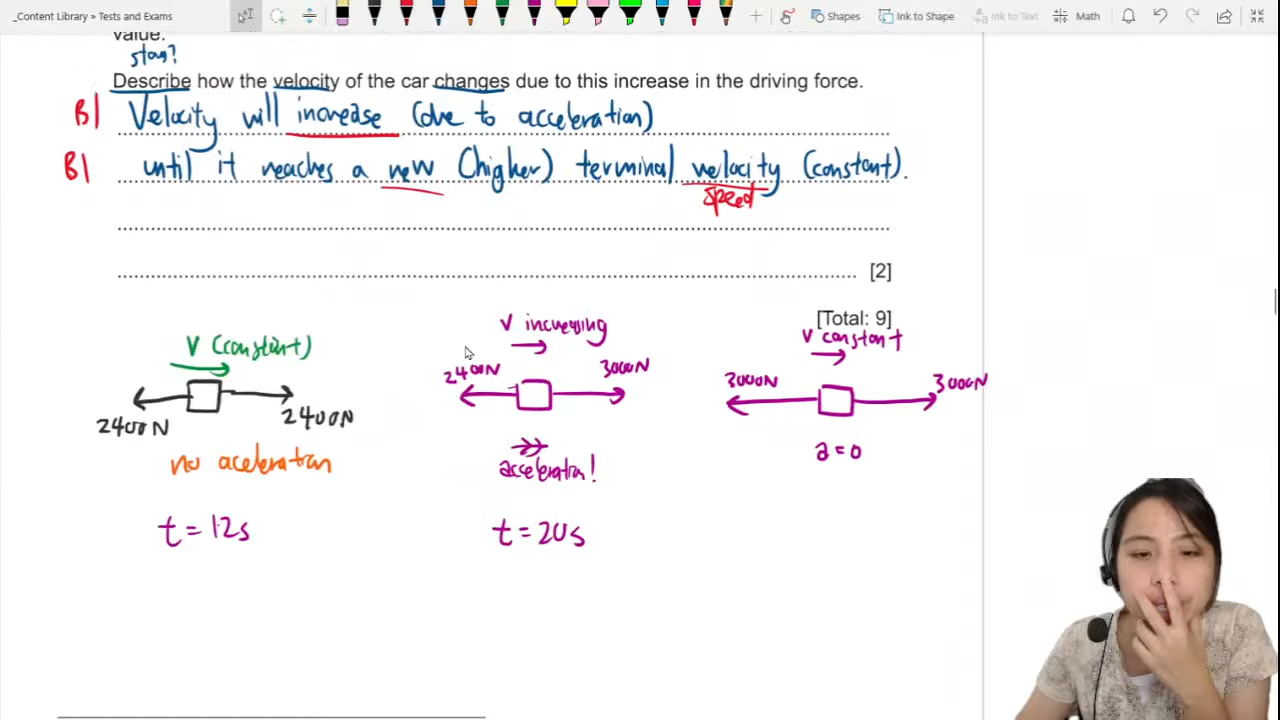 _Content Library » Tests and Exams
Shapes
Ink to Shape
Ink to Text
Math
value.
stays?
Describe how the velocity of the car changes due to this increase in the driving force.
B1 Velocity will increase (due to acceleration)
B1 until it reaches a new (higher) terminal velocity (constant).
speed
[2]
[Total: 9]
V (constant)
2400N
2400N
no aceleration
t = 12s
V increasing
2400N
3000N
acceleration!
t = 20s
V constant
3000N
3000N
a = 0